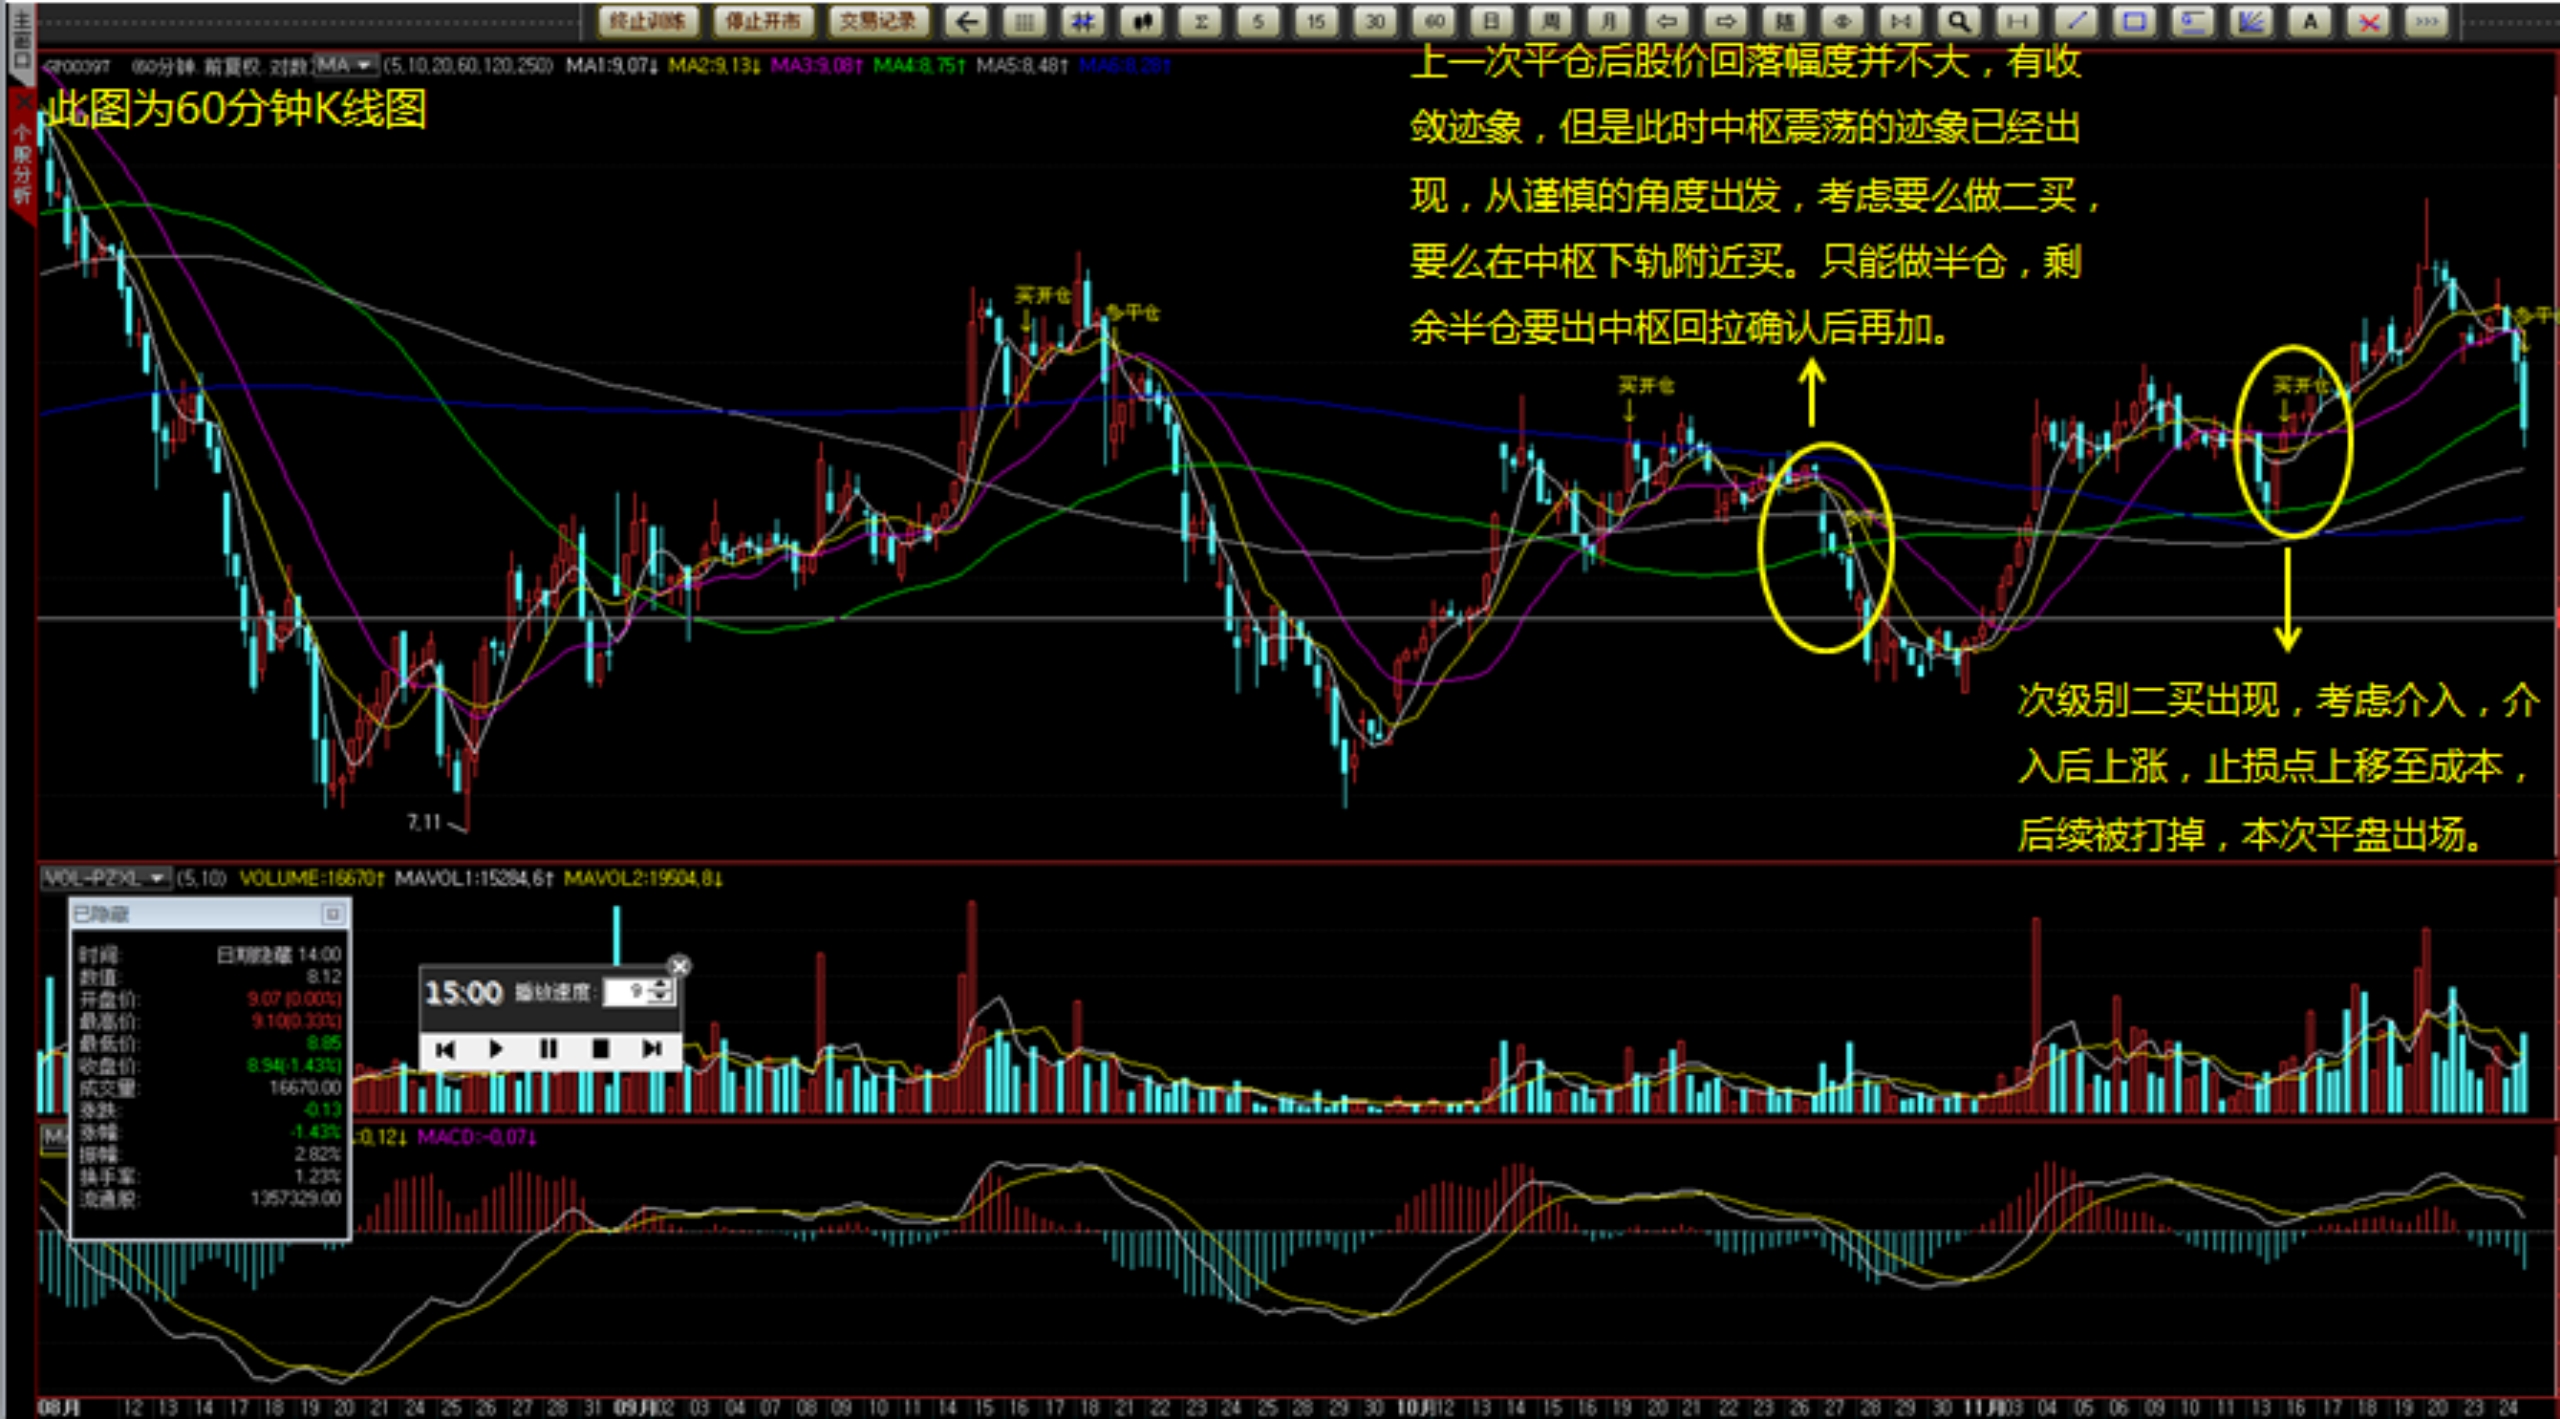 主窗口
终止训练 停止开市 交易记录 Σ 5 15 30 60 日 周 月 随 A
60分钟. 前复权. 对数. MA (5,10,20,60,120,250) MA1:9,07↓ MA2:9,13↓ MA3:9,08↑ MA4:8,75↑ MA5:8,48↑ MA6:8,28↑
个股分析
此图为60分钟K线图
上一次平仓后股价回落幅度并不大，有收
敛迹象，但是此时中枢震荡的迹象已经出
现，从谨慎的角度出发，考虑要么做二买，
要么在中枢下轨附近买。只能做半仓，剩
余半仓要出中枢回拉确认后再加。
买开仓
多平仓
买开仓
买开仓
多平
次级别二买出现，考虑介入，介
入后上涨，止损点上移至成本，
后续被打掉，本次平盘出场。
7,11
VOL-PZXL (5,10) VOLUME:16670↑ MAVOL1:15284,6↑ MAVOL2:19504,8↓
已隐藏
时间: 日期隐藏 14:00
数值: 8.12
开盘价: 9.07 (0.00%)
最高价: 9.10(0.33%)
最低价: 8.85
收盘价: 8.94(-1.43%)
成交量: 16670.00
涨跌: -0.13
涨幅: -1.43%
振幅: 2.82%
换手率: 1.23%
流通股: 1357329.00
15:00 播放速度: 9
:0,12↓ MACD:-0,07↓
08月 12 13 14 17 18 19 20 21 24 25 26 27 28 31 09月02 03 04 07 08 09 10 11 14 15 16 17 18 21 22 23 24 25 28 29 30 10月12 13 14 15 16 19 20 21 22 23 26 27 28 29 30 11月03 04 05 06 09 10 11 13 16 17 18 19 20 23 24